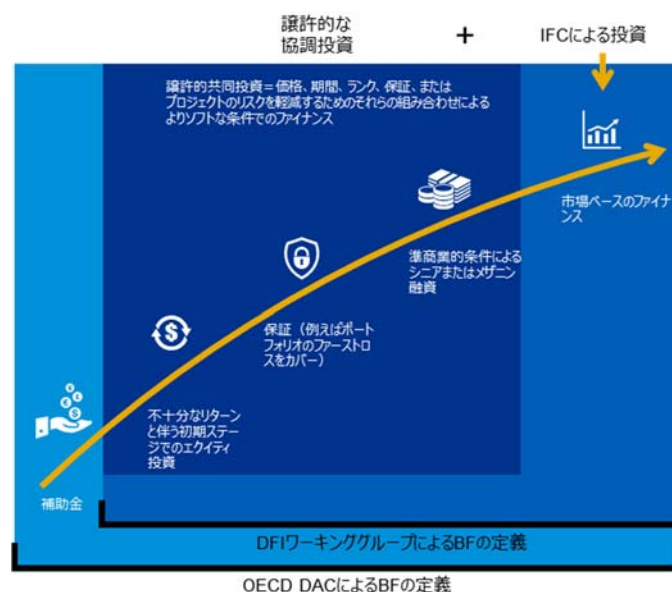 譲許的な
協調投資
+
IFCによる投資
譲許的共同投資＝価格、期間、ランク、保証、または
プロジェクトのリスクを軽減するためのそれらの組み合わせによる
よりソフトな条件でのファイナンス
市場ベースのファイナ
ンス
準商業的条件による
シニアまたはメザニン
融資
保証（例えばポート
フォリオのファーストロ
スをカバー）
不十分なリターン
と伴う初期ステー
ジでのエクイティ
投資
補助金
DFIワーキンググループによるBFの定義
OECD DACによるBFの定義